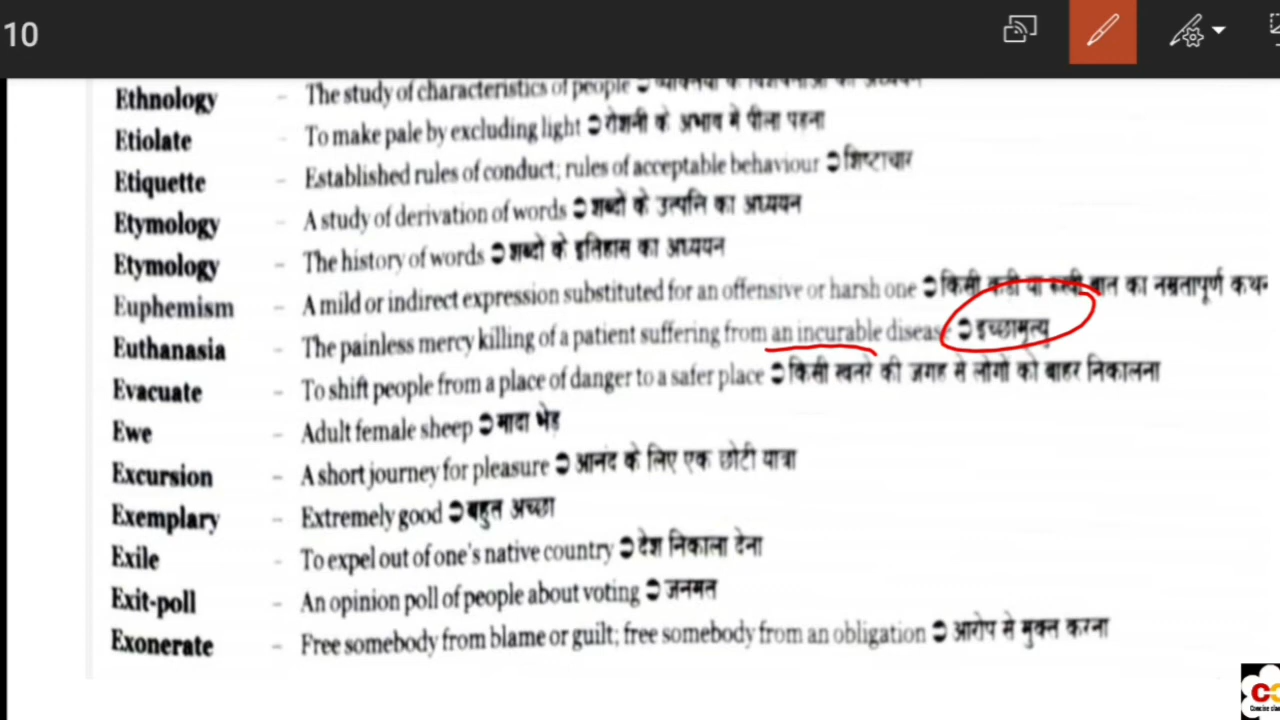 10
Ethnology - The study of characteristics of people ➲
Etiolate - To make pale by excluding light ➲ रोशनी के अभाव में पीला पड़ना
Etiquette - Established rules of conduct; rules of acceptable behaviour ➲ शिष्टाचार
Etymology - A study of derivation of words ➲ शब्दों के उत्पत्ति का अध्ययन
Etymology - The history of words ➲ शब्दों के इतिहास का अध्ययन
Euphemism - A mild or indirect expression substituted for an offensive or harsh one ➲ किसी कड़ी या बात का नम्रतापूर्ण कथन
Euthanasia - The painless mercy killing of a patient suffering from an incurable disease ➲ इच्छामृत्यु
Evacuate - To shift people from a place of danger to a safer place ➲ किसी खतरे की जगह से लोगों को बाहर निकालना
Ewe - Adult female sheep ➲ मादा भेड़
Excursion - A short journey for pleasure ➲ आनंद के लिए एक छोटी यात्रा
Exemplary - Extremely good ➲ बहुत अच्छा
Exile - To expel out of one's native country ➲ देश निकाला देना
Exit-poll - An opinion poll of people about voting ➲ जनमत
Exonerate - Free somebody from blame or guilt; free somebody from an obligation ➲ आरोप से मुक्त करना